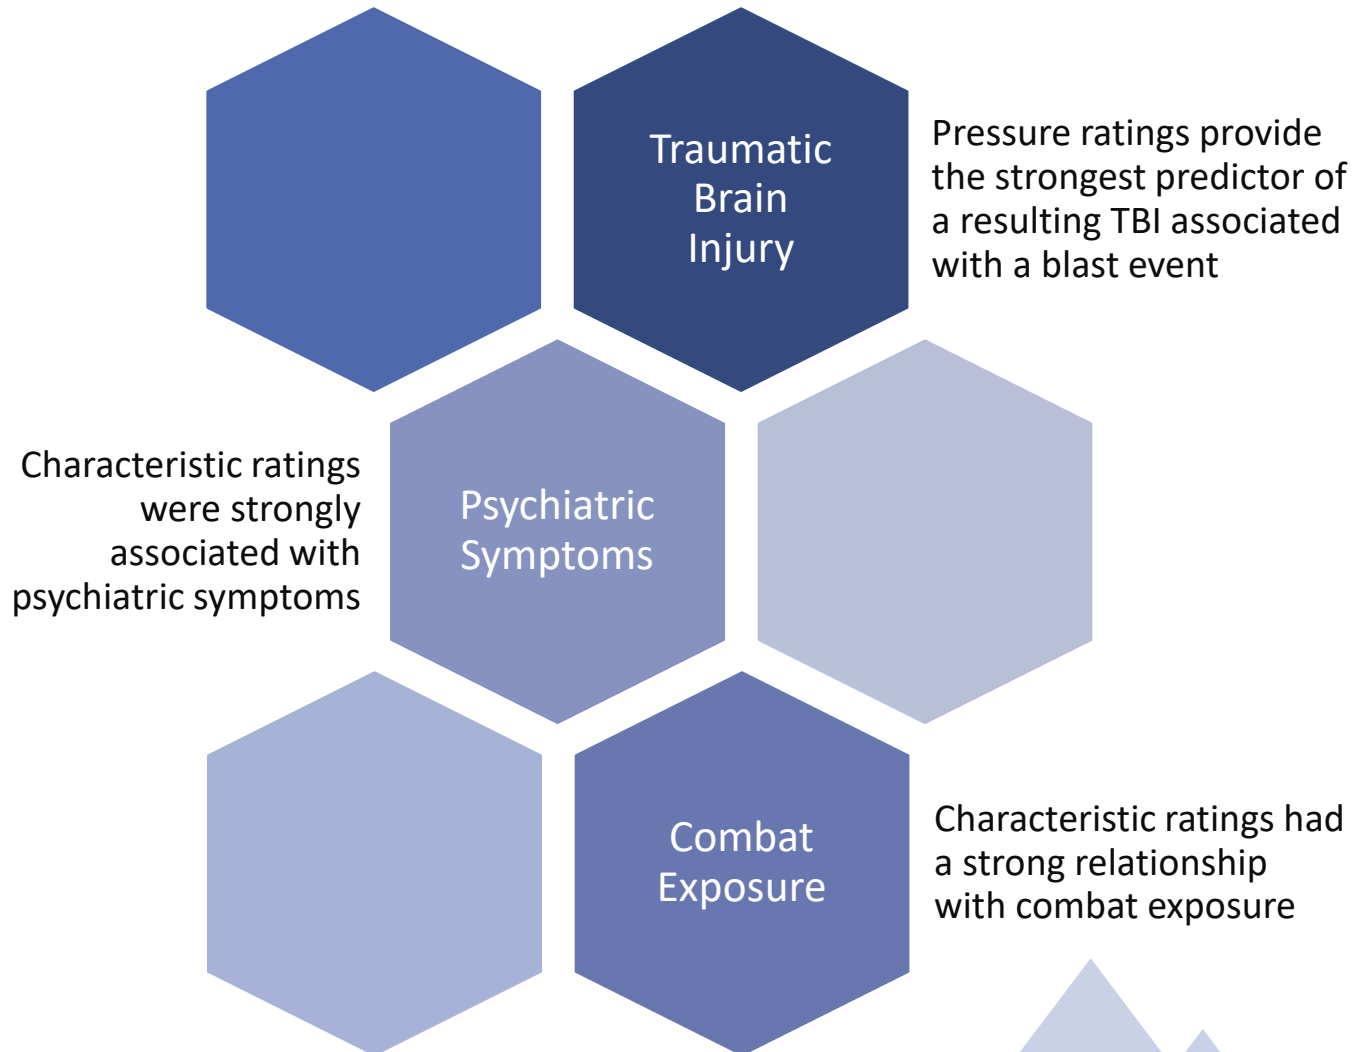 Traumatic
Brain
Injury
Pressure ratings provide
the strongest predictor of
a resulting TBI associated
with a blast event
Characteristic ratings
were strongly
associated with
psychiatric symptoms
Psychiatric
Symptoms
Combat
Exposure
Characteristic ratings had
a strong relationship
with combat exposure